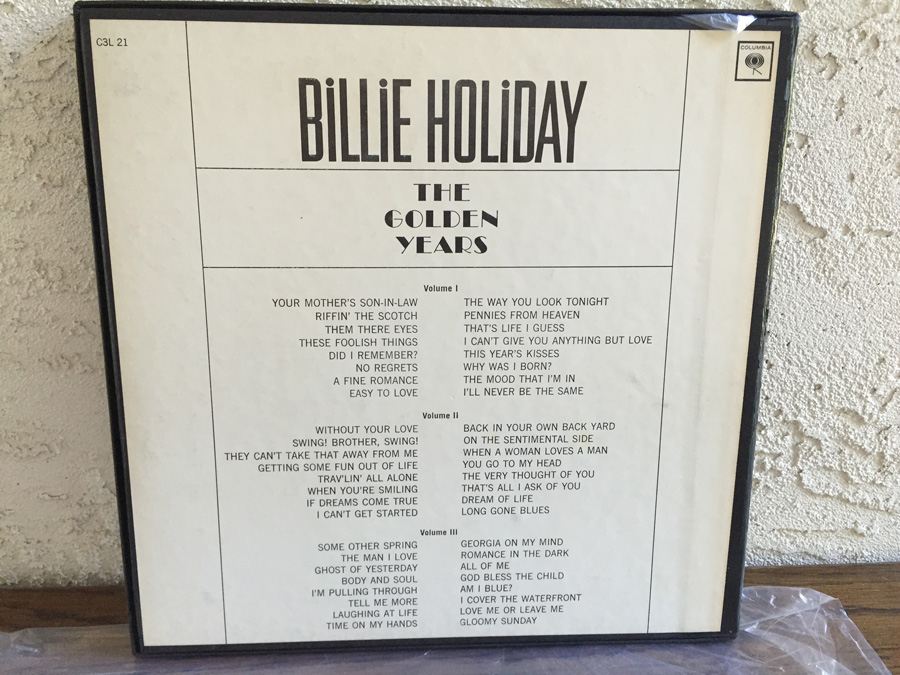 C3L 21
COLUMBIA
BiLLiE HOLiDAY
THE
GOLDEN
YEARS
Volume I
YOUR MOTHER'S SON-IN-LAW
RIFFIN' THE SCOTCH
THEM THERE EYES
THESE FOOLISH THINGS
DID I REMEMBER?
NO REGRETS
A FINE ROMANCE
EASY TO LOVE
THE WAY YOU LOOK TONIGHT
PENNIES FROM HEAVEN
THAT'S LIFE I GUESS
I CAN'T GIVE YOU ANYTHING BUT LOVE
THIS YEAR'S KISSES
WHY WAS I BORN?
THE MOOD THAT I'M IN
I'LL NEVER BE THE SAME
Volume II
WITHOUT YOUR LOVE
SWING! BROTHER, SWING!
THEY CAN'T TAKE THAT AWAY FROM ME
GETTING SOME FUN OUT OF LIFE
TRAV'LIN' ALL ALONE
WHEN YOU'RE SMILING
IF DREAMS COME TRUE
I CAN'T GET STARTED
BACK IN YOUR OWN BACK YARD
ON THE SENTIMENTAL SIDE
WHEN A WOMAN LOVES A MAN
YOU GO TO MY HEAD
THE VERY THOUGHT OF YOU
THAT'S ALL I ASK OF YOU
DREAM OF LIFE
LONG GONE BLUES
Volume III
SOME OTHER SPRING
THE MAN I LOVE
GHOST OF YESTERDAY
BODY AND SOUL
I'M PULLING THROUGH
TELL ME MORE
LAUGHING AT LIFE
TIME ON MY HANDS
GEORGIA ON MY MIND
ROMANCE IN THE DARK
ALL OF ME
GOD BLESS THE CHILD
AM I BLUE?
I COVER THE WATERFRONT
LOVE ME OR LEAVE ME
GLOOMY SUNDAY